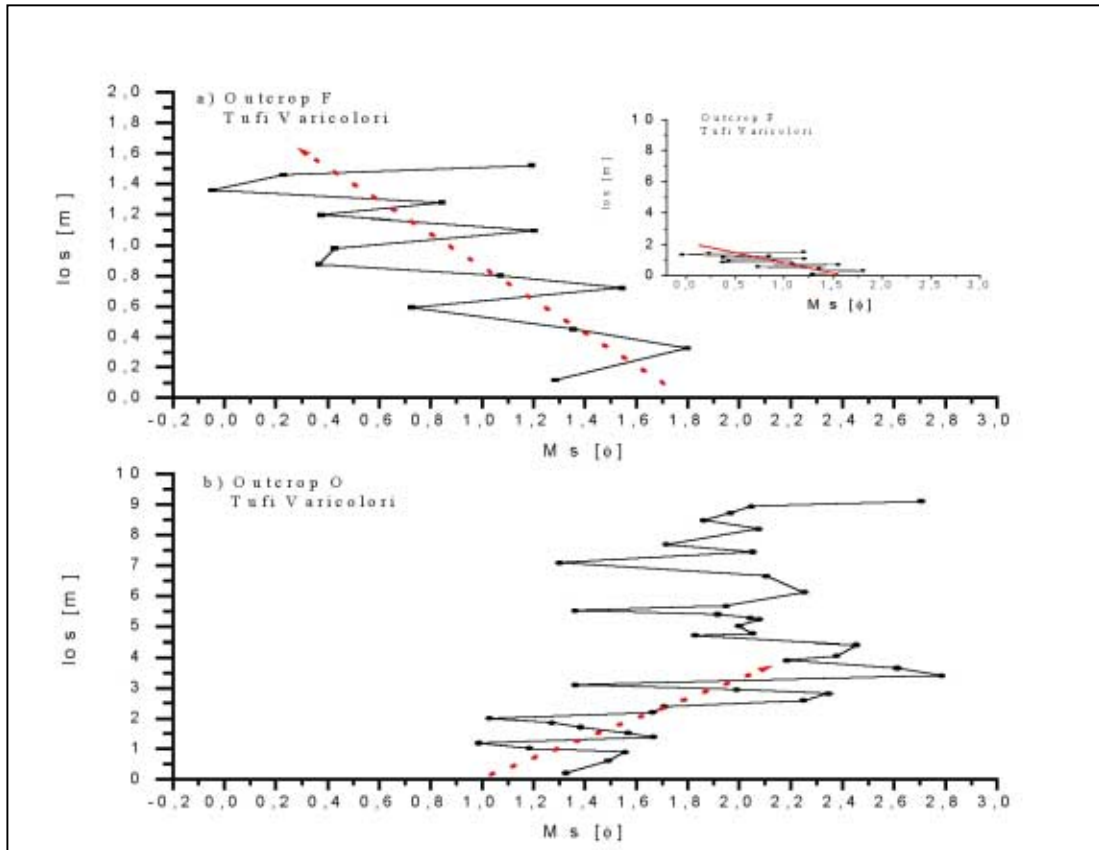 a) Outcrop F
Tufi Varicolori
2,0
1,8
1,6
1,4
1,2
1,0
0,8
0,6
0,4
0,2
0,0
los [m]
-0,2 0,0 0,2 0,4 0,6 0,8 1,0 1,2 1,4 1,6 1,8 2,0 2,2 2,4 2,6 2,8 3,0
Ms [φ]
Outcrop F
Tufi Varicolori
10
8
6
4
2
0
los [m]
0,0 0,5 1,0 1,5 2,0 2,5 3,0
Ms [φ]
b) Outcrop O
Tufi Varicolori
10
9
8
7
6
5
4
3
2
1
0
los [m]
-0,2 0,0 0,2 0,4 0,6 0,8 1,0 1,2 1,4 1,6 1,8 2,0 2,2 2,4 2,6 2,8 3,0
Ms [φ]